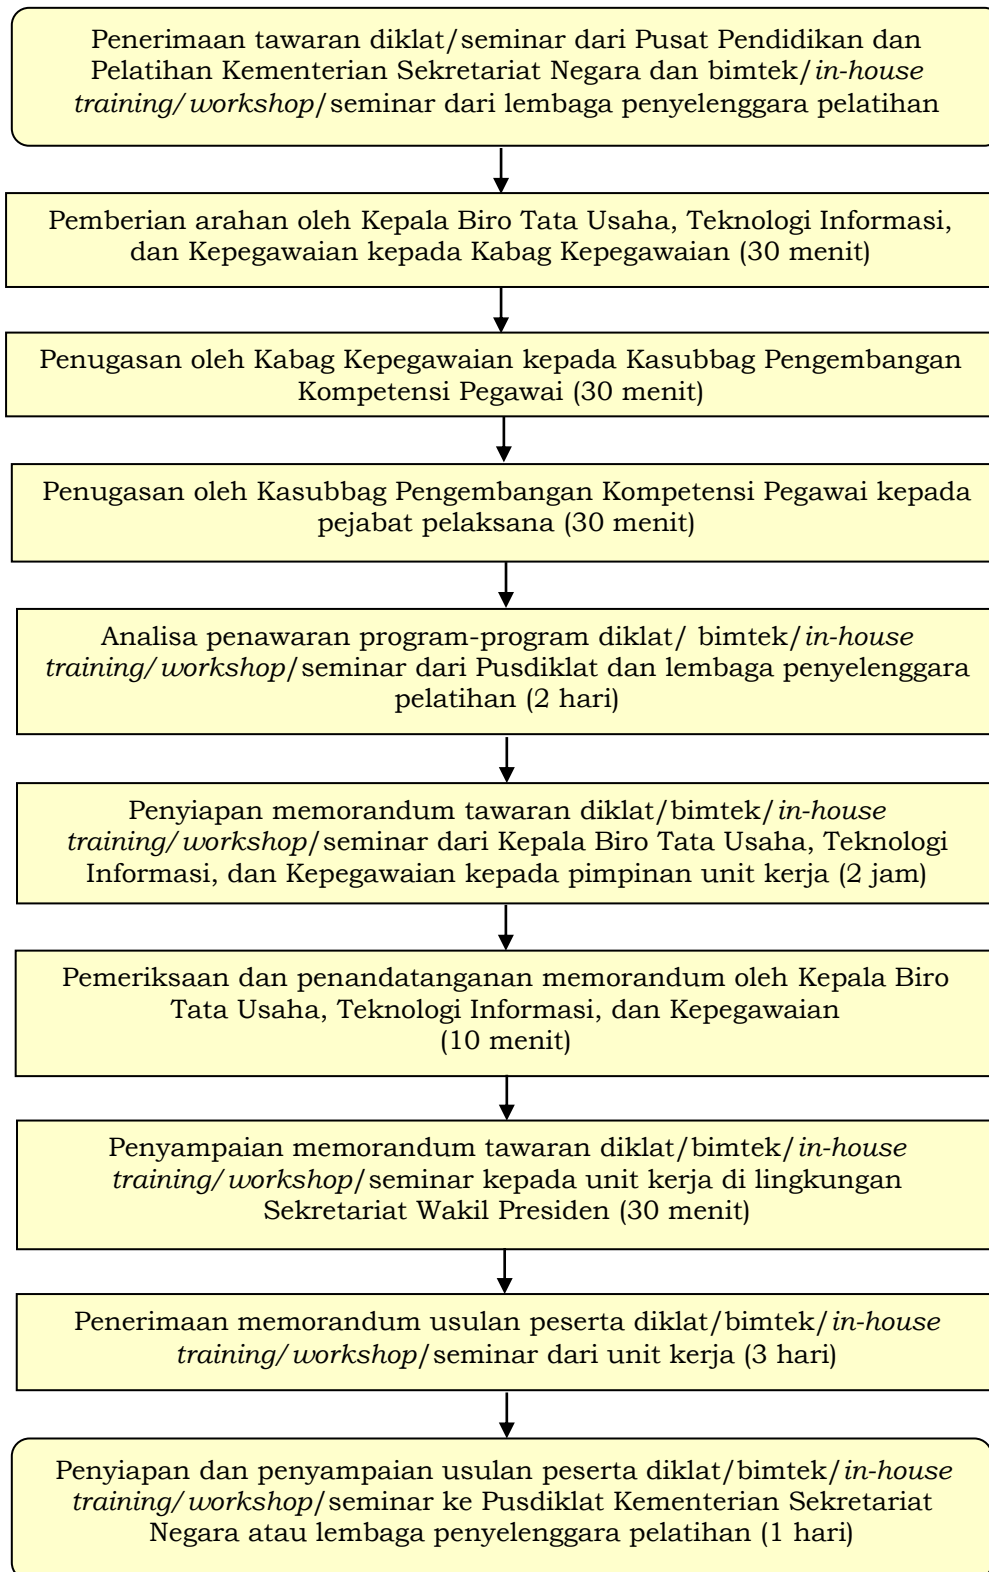 Penerimaan tawaran diklat/seminar dari Pusat Pendidikan dan
Pelatihan Kementerian Sekretariat Negara dan bimtek/in-house
training/workshop/seminar dari lembaga penyelenggara pelatihan
Pemberian arahan oleh Kepala Biro Tata Usaha, Teknologi Informasi,
dan Kepegawaian kepada Kabag Kepegawaian (30 menit)
Penugasan oleh Kabag Kepegawaian kepada Kasubbag Pengembangan
Kompetensi Pegawai (30 menit)
Penugasan oleh Kasubbag Pengembangan Kompetensi Pegawai kepada
pejabat pelaksana (30 menit)
Analisa penawaran program-program diklat/ bimtek/in-house
training/workshop/seminar dari Pusdiklat dan lembaga penyelenggara
pelatihan (2 hari)
Penyiapan memorandum tawaran diklat/bimtek/in-house
training/workshop/seminar dari Kepala Biro Tata Usaha, Teknologi
Informasi, dan Kepegawaian kepada pimpinan unit kerja (2 jam)
Pemeriksaan dan penandatanganan memorandum oleh Kepala Biro
Tata Usaha, Teknologi Informasi, dan Kepegawaian
(10 menit)
Penyampaian memorandum tawaran diklat/bimtek/in-house
training/workshop/seminar kepada unit kerja di lingkungan
Sekretariat Wakil Presiden (30 menit)
Penerimaan memorandum usulan peserta diklat/bimtek/in-house
training/workshop/seminar dari unit kerja (3 hari)
Penyiapan dan penyampaian usulan peserta diklat/bimtek/in-house
training/workshop/seminar ke Pusdiklat Kementerian Sekretariat
Negara atau lembaga penyelenggara pelatihan (1 hari)